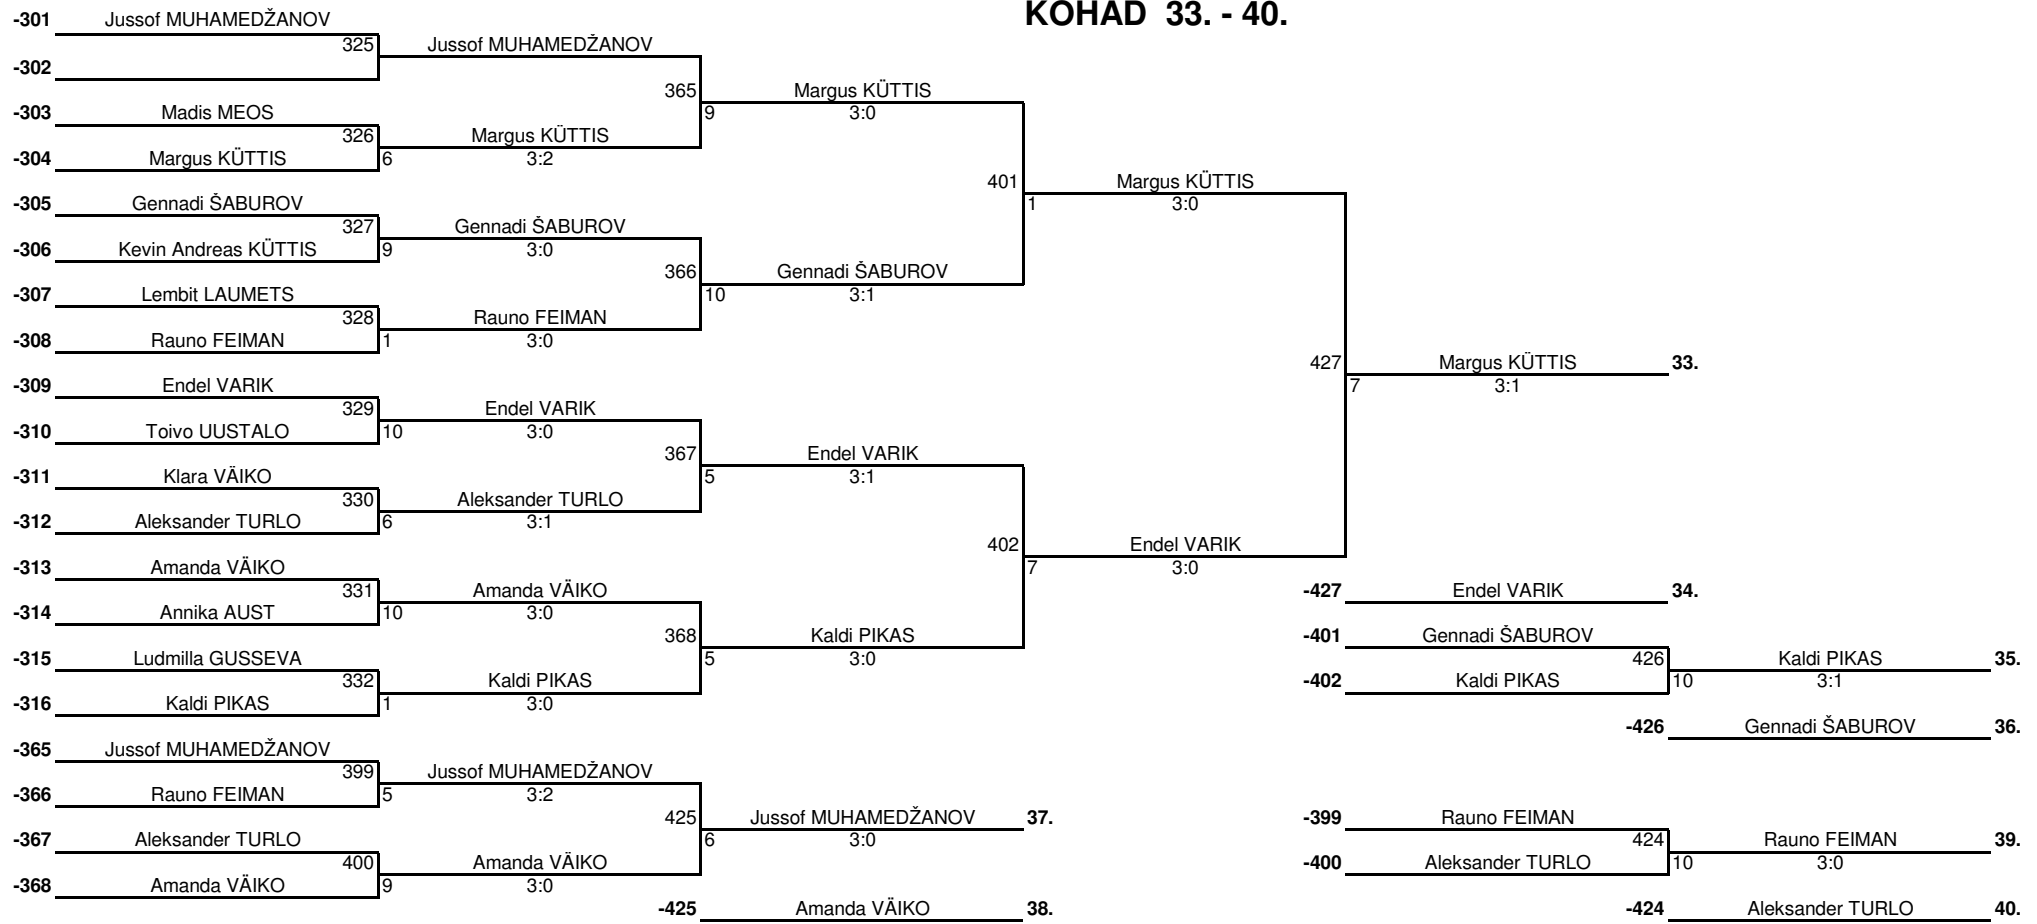 KOHAD 33. - 40.
-301 Jussof MUHAMEDŽANOV
325 Jussof MUHAMEDŽANOV
-302
365 Margus KÜTTIS
9 3:0
-303 Madis MEOS
326 Margus KÜTTIS
-304 Margus KÜTTIS 6 3:2
401 Margus KÜTTIS
1 3:0
-305 Gennadi ŠABUROV
327 Gennadi ŠABUROV
-306 Kevin Andreas KÜTTIS 9 3:0
366 Gennadi ŠABUROV
10 3:1
-307 Lembit LAUMETS
328 Rauno FEIMAN
-308 Rauno FEIMAN 1 3:0
427 Margus KÜTTIS 33.
7 3:1
-309 Endel VARIK
329 Endel VARIK
-310 Toivo UUSTALO 10 3:0
367 Endel VARIK
5 3:1
-311 Klara VÄIKO
330 Aleksander TURLO
-312 Aleksander TURLO 6 3:1
402 Endel VARIK
7 3:0
-313 Amanda VÄIKO
331 Amanda VÄIKO
-314 Annika AUST 10 3:0
368 Kaldi PIKAS
5 3:0
-315 Ludmilla GUSSEVA
332 Kaldi PIKAS
-316 Kaldi PIKAS 1 3:0
-427 Endel VARIK 34.
-401 Gennadi ŠABUROV
426 Kaldi PIKAS 35.
-402 Kaldi PIKAS 10 3:1
-426 Gennadi ŠABUROV 36.
-365 Jussof MUHAMEDŽANOV
399 Jussof MUHAMEDŽANOV
-366 Rauno FEIMAN 5 3:2
425 Jussof MUHAMEDŽANOV 37.
6 3:0
-367 Aleksander TURLO
400 Amanda VÄIKO
-368 Amanda VÄIKO 9 3:0
-425 Amanda VÄIKO 38.
-399 Rauno FEIMAN
424 Rauno FEIMAN 39.
-400 Aleksander TURLO 10 3:0
-424 Aleksander TURLO 40.